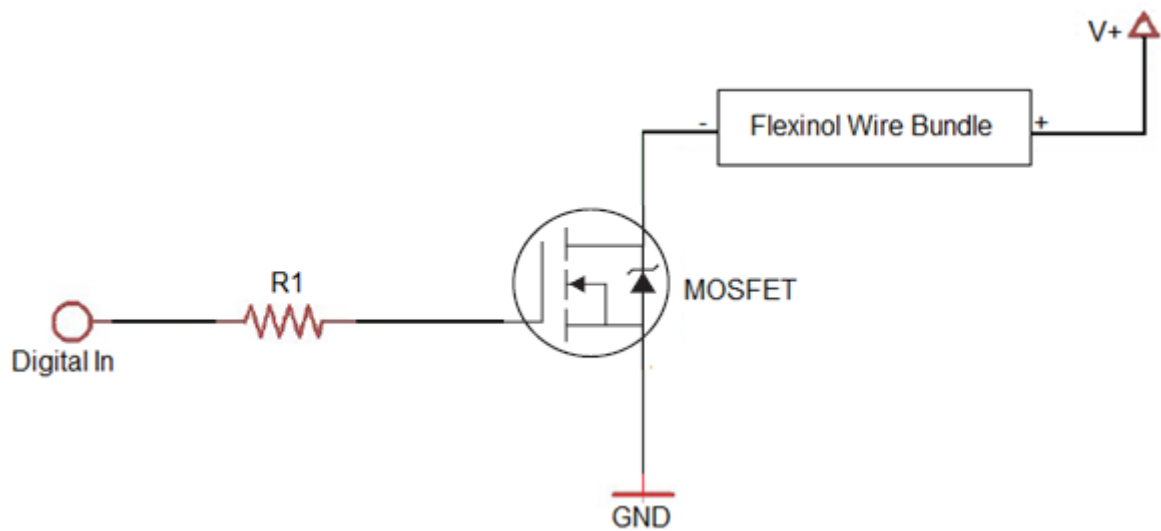 V+
- Flexinol Wire Bundle +
R1
MOSFET
Digital In
GND